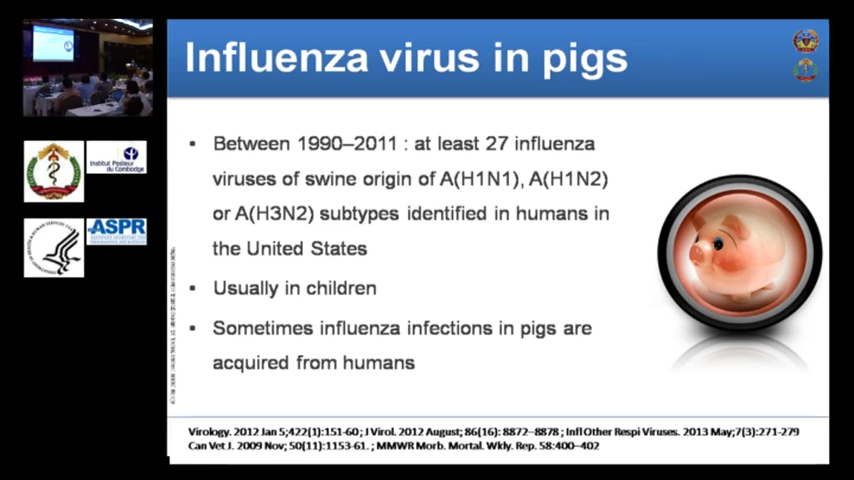 Influenza virus in pigs
Institut Pasteur
du Cambodge
ASPR
▪ Between 1990–2011 : at least 27 influenza
viruses of swine origin of A(H1N1), A(H1N2)
or A(H3N2) subtypes identified in humans in
the United States
▪ Usually in children
▪ Sometimes influenza infections in pigs are
acquired from humans
Virology. 2012 Jan 5;422(1):151-60 ; J Virol. 2012 August; 86(16): 8872–8878 ; Infl Other Respi Viruses. 2013 May;7(3):271-279
Can Vet J. 2009 Nov; 50(11):1153-61. ; MMWR Morb. Mortal. Wkly. Rep. 58:400–402